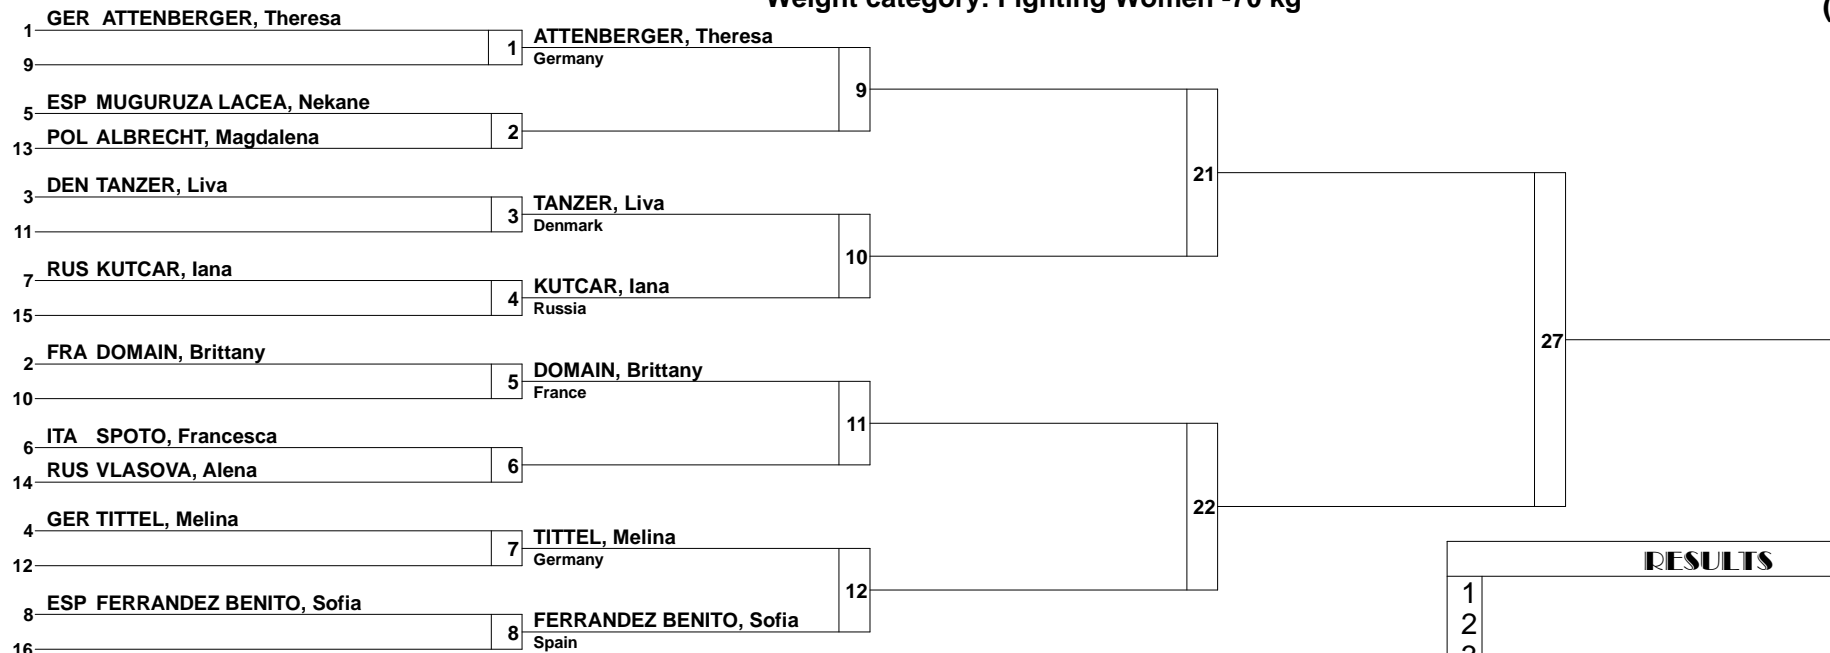 Weight category: Fighting Women -70 kg
(
1 GER ATTENBERGER, Theresa
9
1 ATTENBERGER, Theresa
Germany
9
5 ESP MUGURUZA LACEA, Nekane
13 POL ALBRECHT, Magdalena
2
21
3 DEN TANZER, Liva
11
3 TANZER, Liva
Denmark
10
7 RUS KUTCAR, Iana
15
4 KUTCAR, Iana
Russia
27
2 FRA DOMAIN, Brittany
10
5 DOMAIN, Brittany
France
11
6 ITA SPOTO, Francesca
14 RUS VLASOVA, Alena
6
22
4 GER TITTEL, Melina
12
7 TITTEL, Melina
Germany
12
8 ESP FERRANDEZ BENITO, Sofia
16
8 FERRANDEZ BENITO, Sofia
Spain
RESULTS
1
2
3